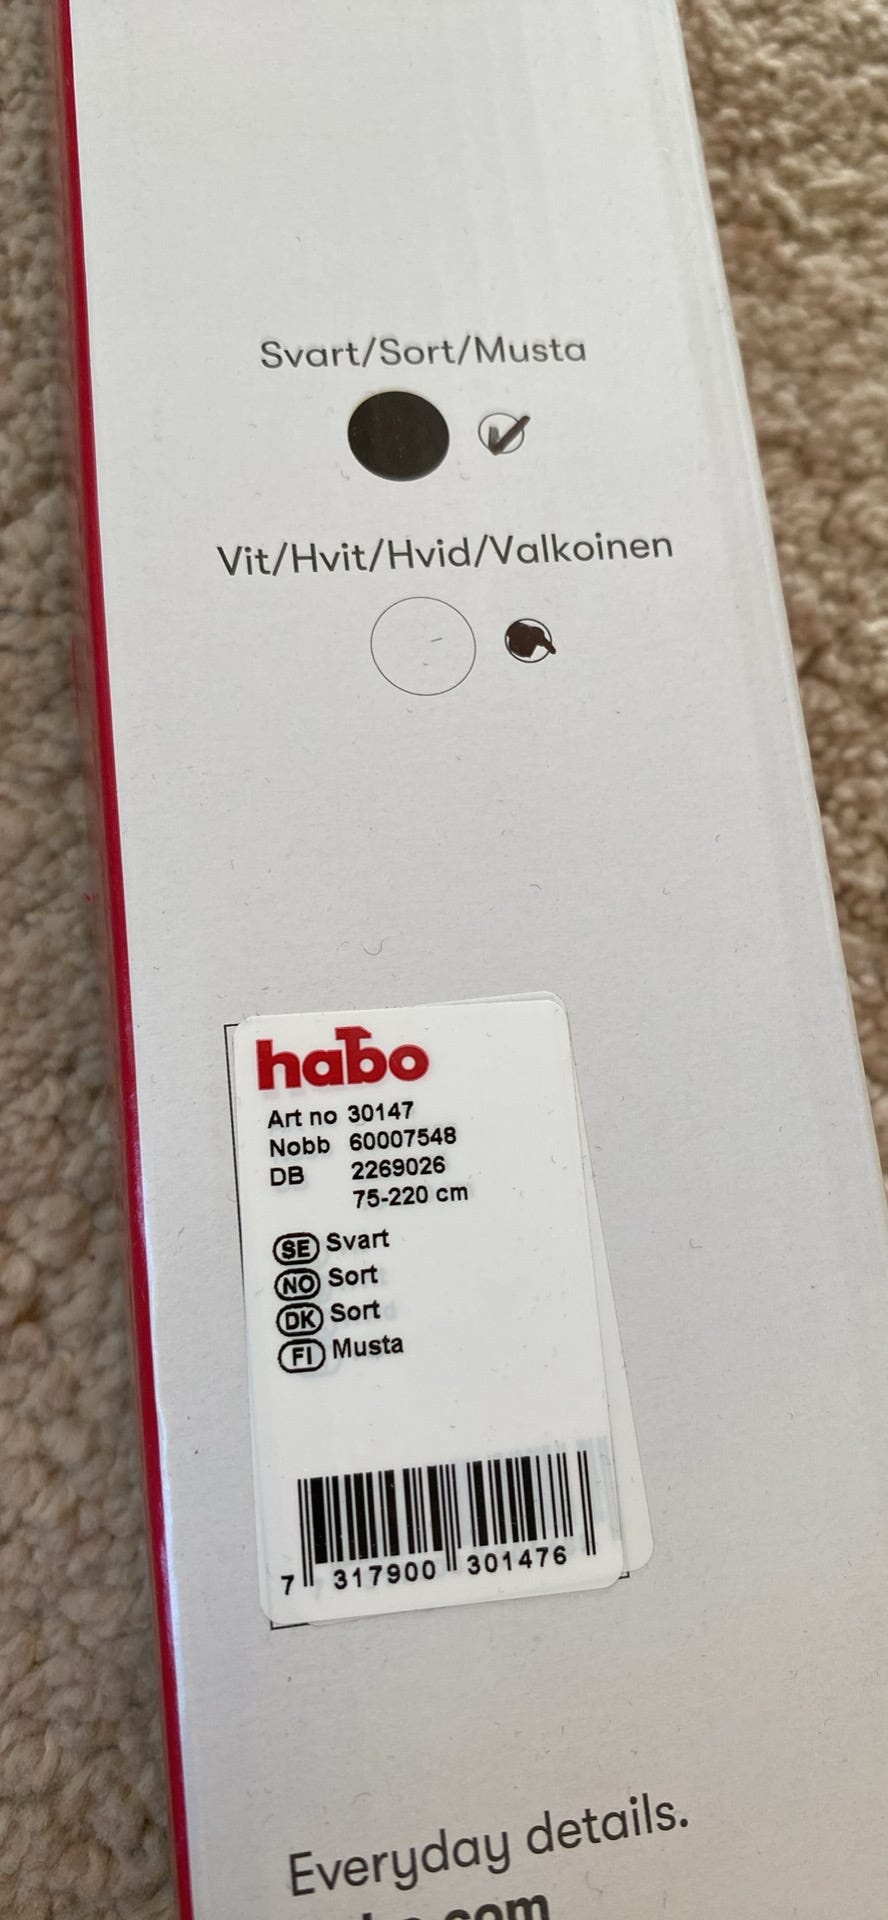 Svart/Sort/Musta
Vit/Hvit/Hvid/Valkoinen
habo
Art no 30147
Nobb 60007548
DB 2269026
75-220 cm
SE Svart
NO Sort
DK Sort
FI Musta
7 317900 301476
Everyday details.